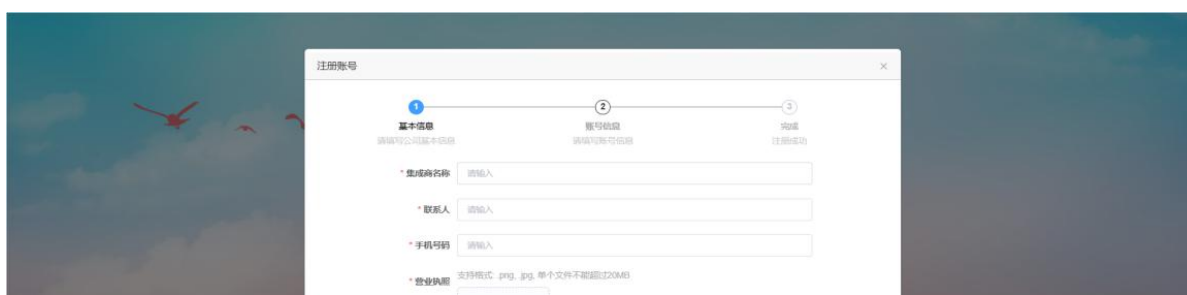 注册账号
×
1 2 3
基本信息 账号信息 完成
请填写公司基本信息 请填写账号信息 注册成功
* 集成商名称 请输入
* 联系人 请输入
* 手机号码 请输入
* 营业执照 支持格式: .png, .jpg, 单个文件不能超过20MB